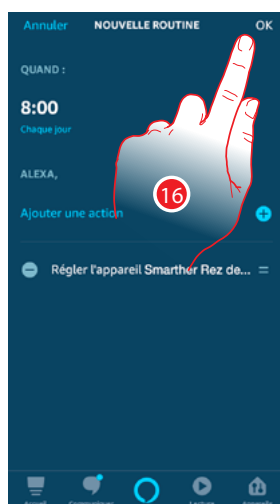 Annuler NOUVELLE ROUTINE OK
QUAND :
8:00
Chaque jour
ALEXA,
16
Ajouter une action
Régler l'appareil Smarther Rez de...